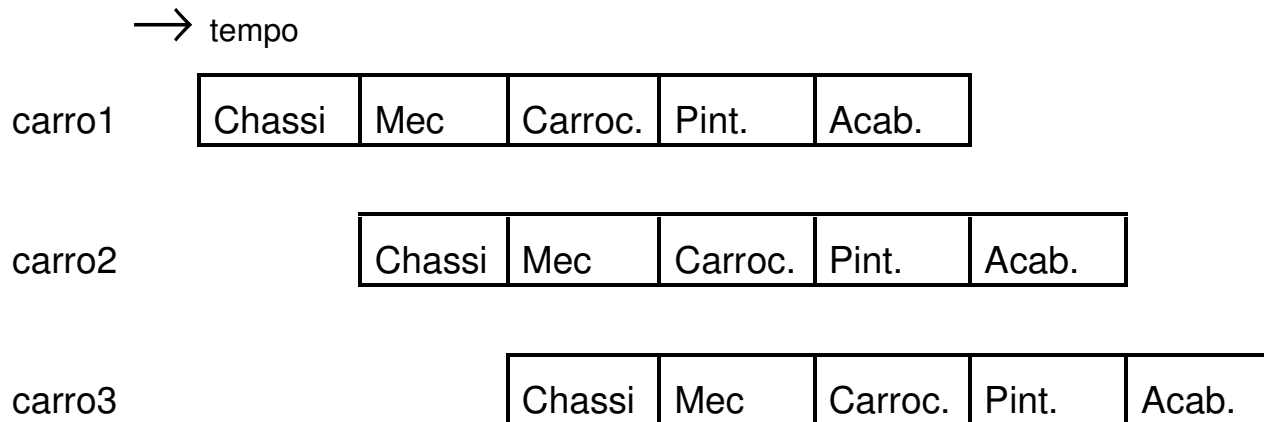 → tempo
carro1 Chassi Mec Carroc. Pint. Acab.
carro2 Chassi Mec Carroc. Pint. Acab.
carro3 Chassi Mec Carroc. Pint. Acab.